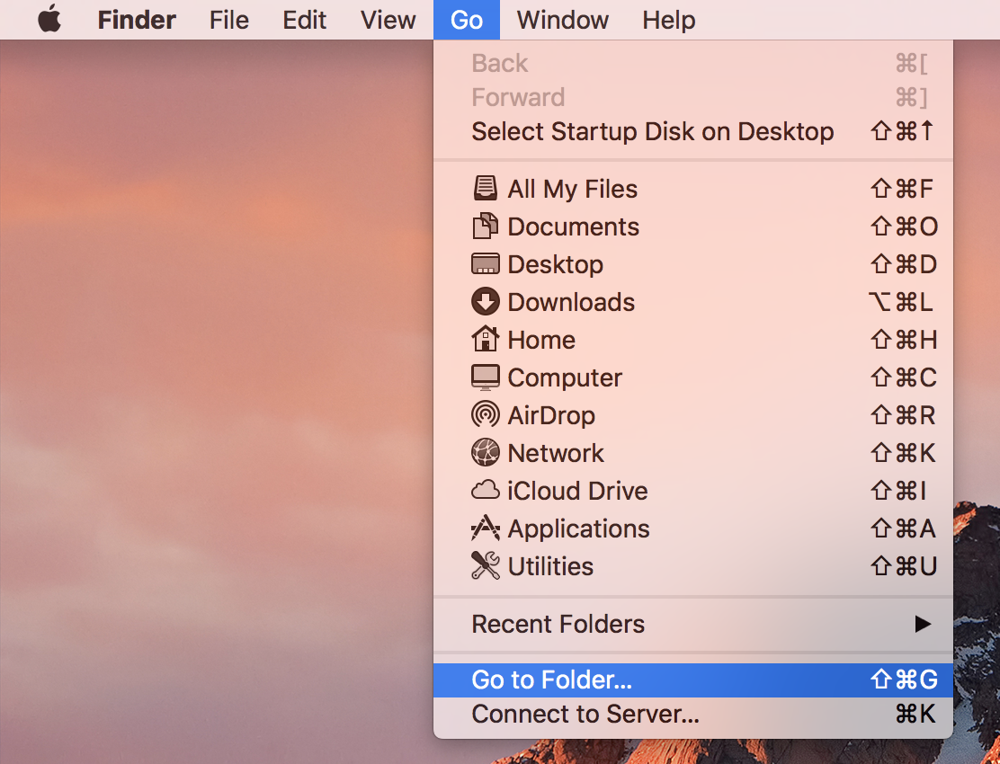 Finder File Edit View Go Window Help
Back ⌘[
Forward ⌘]
Select Startup Disk on Desktop ⇧⌘↑
All My Files ⇧⌘F
Documents ⇧⌘O
Desktop ⇧⌘D
Downloads ⌥⌘L
Home ⇧⌘H
Computer ⇧⌘C
AirDrop ⇧⌘R
Network ⇧⌘K
iCloud Drive ⇧⌘I
Applications ⇧⌘A
Utilities ⇧⌘U
Recent Folders ▶
Go to Folder... ⇧⌘G
Connect to Server... ⌘K